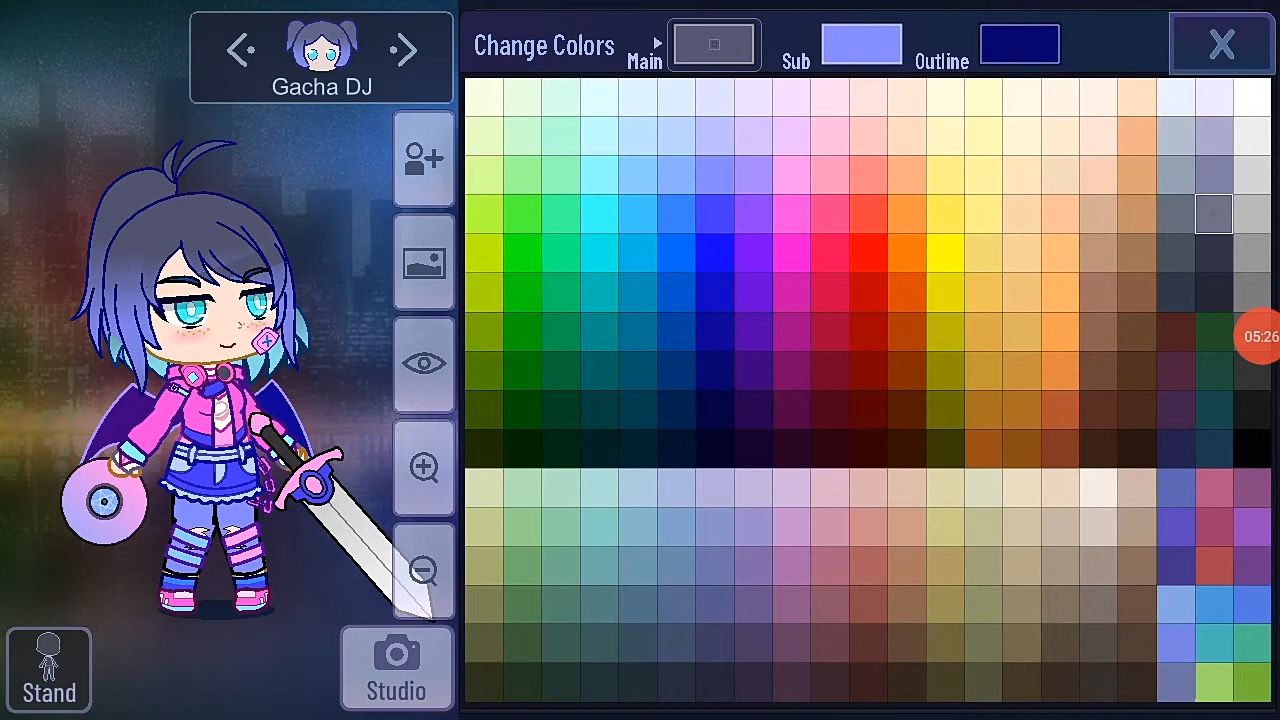 Gacha DJ
Change Colors
Main
Sub
Outline
X
05:26
Stand
Studio